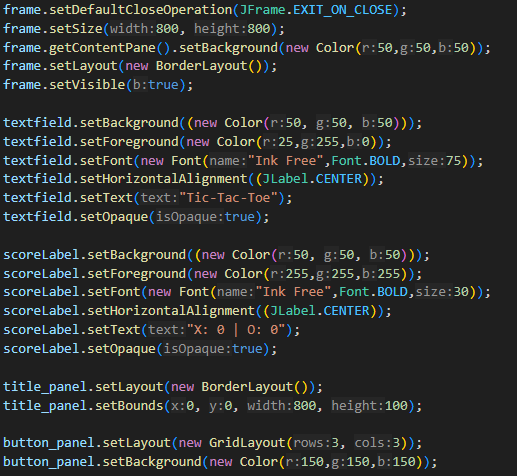 frame.setDefaultCloseOperation(JFrame.EXIT_ON_CLOSE);
frame.setSize(width:800, height:800);
frame.getContentPane().setBackground(new Color(r:50,g:50,b:50));
frame.setLayout(new BorderLayout());
frame.setVisible(b:true);

textfield.setBackground((new Color(r:50, g:50, b:50)));
textfield.setForeground(new Color(r:25,g:255,b:0));
textfield.setFont(new Font(name:"Ink Free",Font.BOLD,size:75));
textfield.setHorizontalAlignment((JLabel.CENTER));
textfield.setText(text:"Tic-Tac-Toe");
textfield.setOpaque(isOpaque:true);

scoreLabel.setBackground((new Color(r:50, g:50, b:50)));
scoreLabel.setForeground(new Color(r:255,g:255,b:255));
scoreLabel.setFont(new Font(name:"Ink Free",Font.BOLD,size:30));
scoreLabel.setHorizontalAlignment((JLabel.CENTER));
scoreLabel.setText(text:"X: 0 | O: 0");
scoreLabel.setOpaque(isOpaque:true);

title_panel.setLayout(new BorderLayout());
title_panel.setBounds(x:0, y:0, width:800, height:100);

button_panel.setLayout(new GridLayout(rows:3, cols:3));
button_panel.setBackground(new Color(r:150,g:150,b:150));